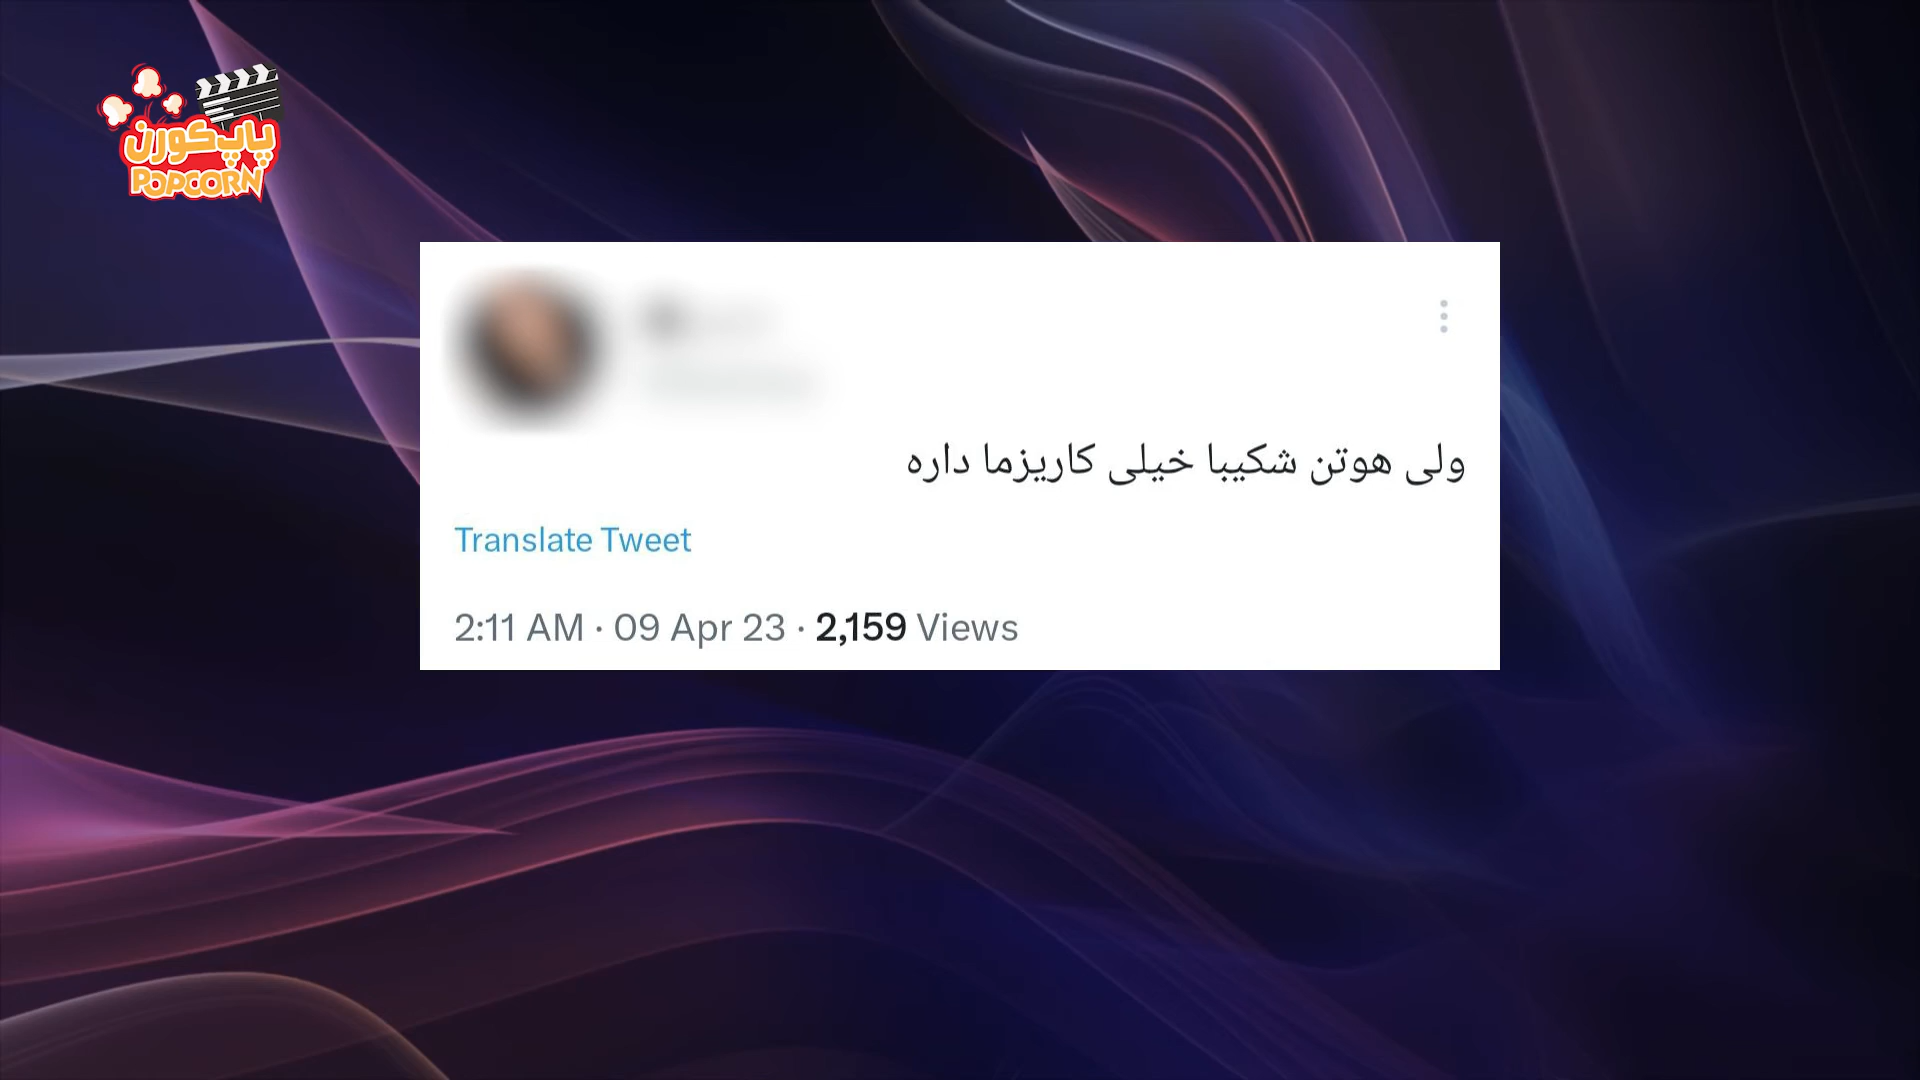 پاپ‌کورن
POPCORN
ولی هوتن شکیبا خیلی کاریزما داره
Translate Tweet
2:11 AM · 09 Apr 23 · 2,159 Views